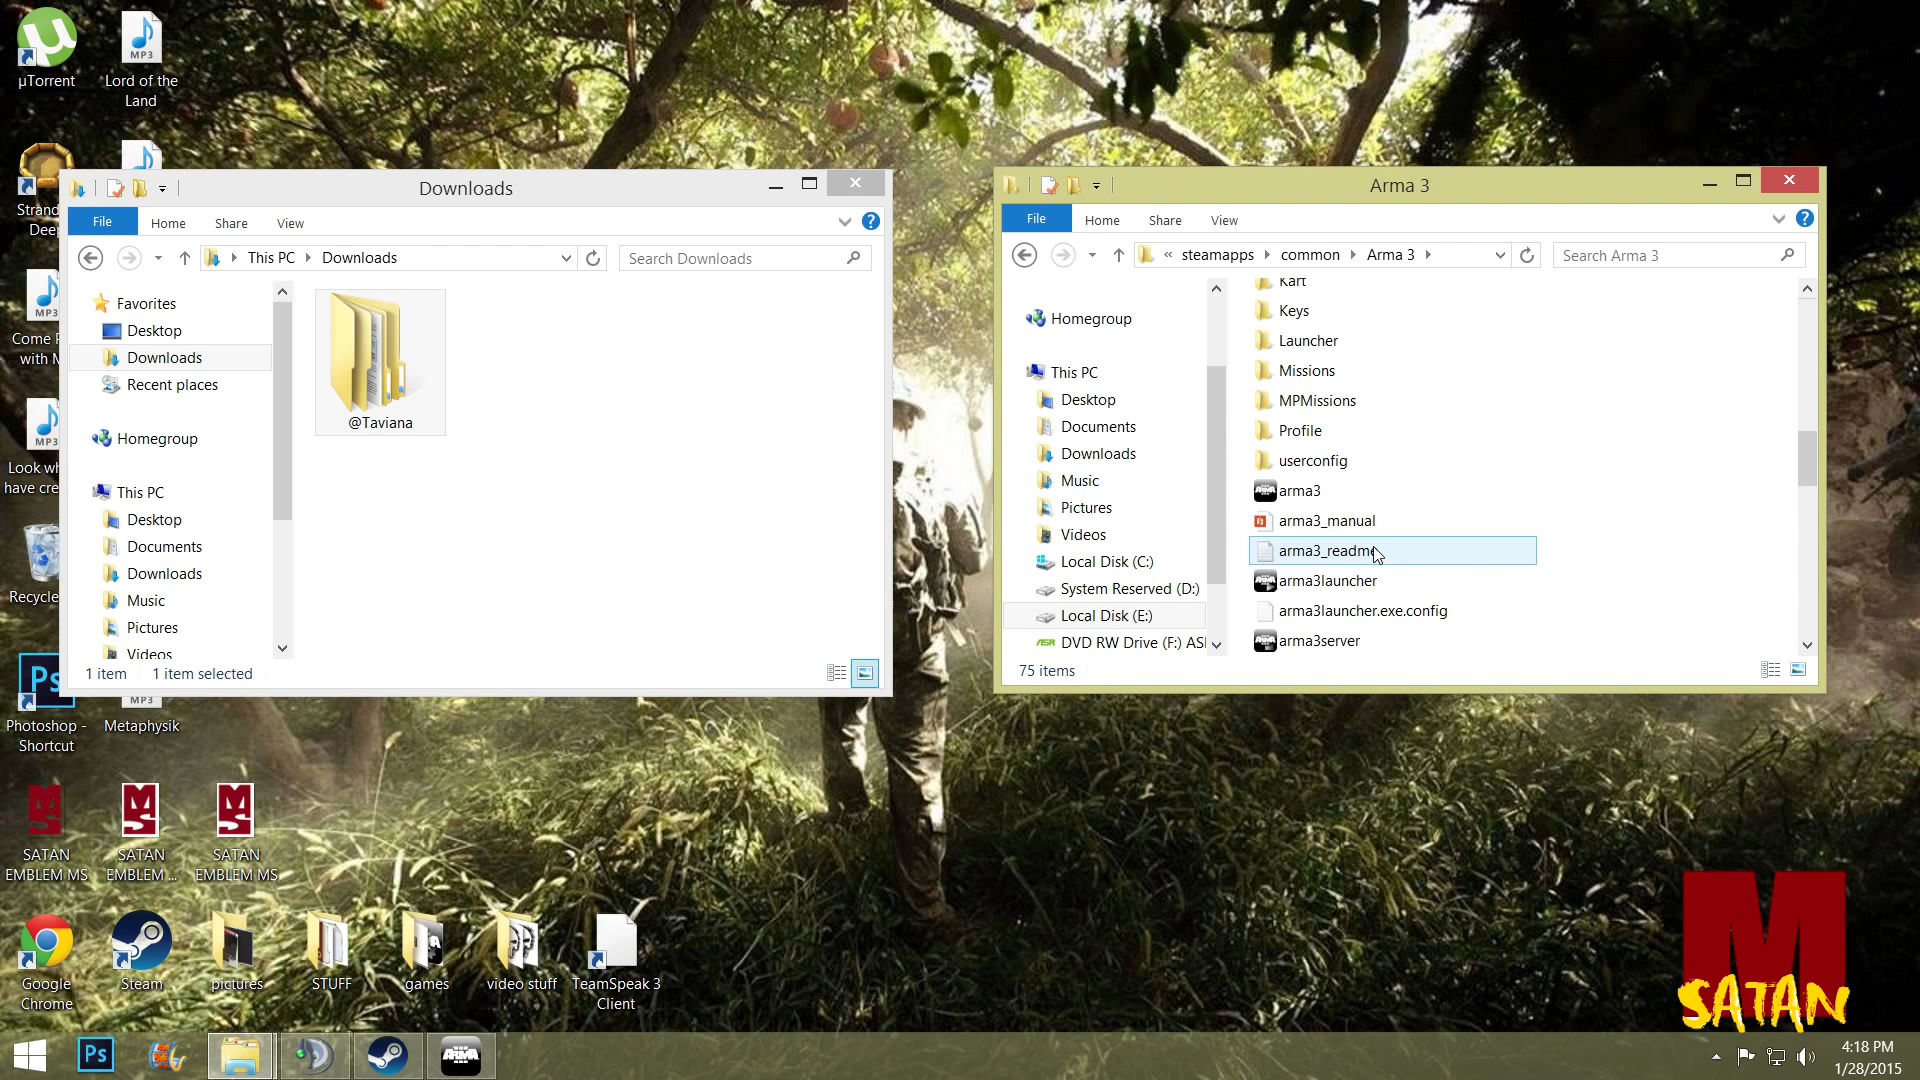 µTorrent
Lord of the
Land
MP3
Strand
Deep
MP3
Come P
with M
MP3
Look wh
have cre
Recycle
Ps
Photoshop -
Shortcut
MP3
Metaphysik
SATAN
EMBLEM MS
SATAN
EMBLEM ...
SATAN
EMBLEM MS
Google
Chrome
Steam
pictures
STUFF
games
video stuff
TeamSpeak 3
Client
Downloads
File
Home
Share
View
This PC
Downloads
Search Downloads
Favorites
Desktop
Downloads
Recent places
Homegroup
This PC
Desktop
Documents
Downloads
Music
Pictures
Videos
@Taviana
1 item
1 item selected
Arma 3
File
Home
Share
View
« steamapps
common
Arma 3
Search Arma 3
Homegroup
This PC
Desktop
Documents
Downloads
Music
Pictures
Videos
Local Disk (C:)
System Reserved (D:)
Local Disk (E:)
DVD RW Drive (F:) AS
Kart
Keys
Launcher
Missions
MPMissions
Profile
userconfig
arma3
arma3_manual
arma3_readme
arma3launcher
arma3launcher.exe.config
arma3server
75 items
M
SATAN
Ps
ARMA
4:18 PM
1/28/2015